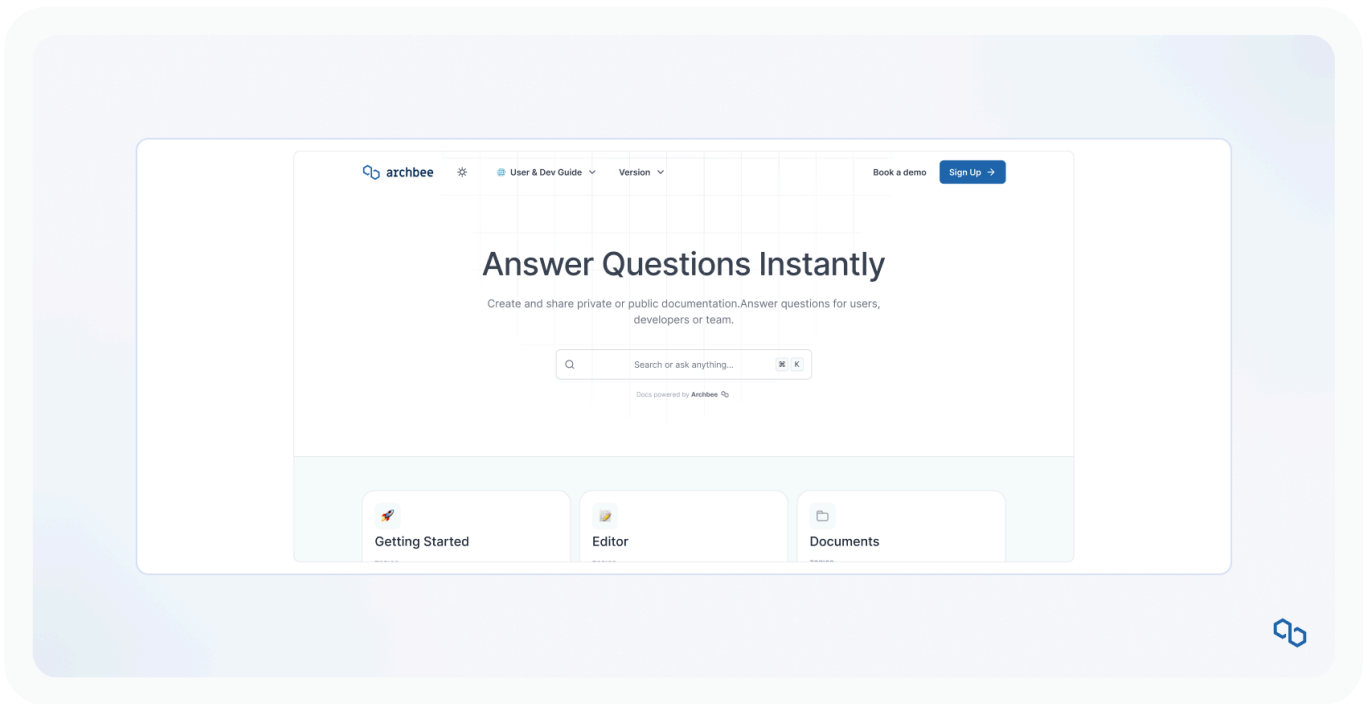 archbee
User & Dev Guide
Version
Book a demo
Sign Up
Answer Questions Instantly
Create and share private or public documentation.Answer questions for users,
developers or team.
Search or ask anything...
⌘ K
Docs powered by Archbee
Getting Started
Editor
Documents